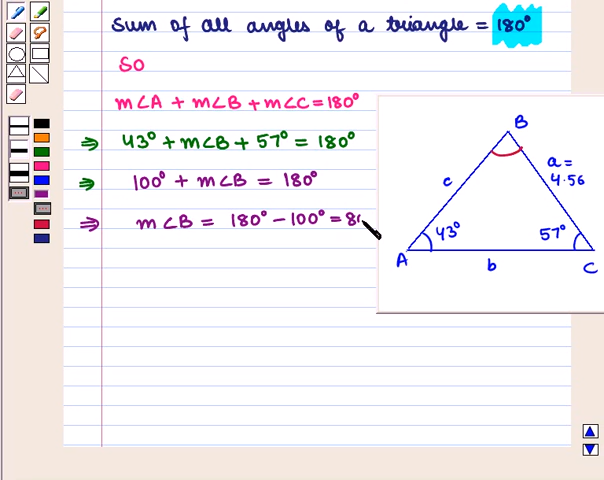 Sum of all angles of a triangle = 180°
So
m∠A + m∠B + m∠C = 180°
⇒ 43° + m∠B + 57° = 180°
⇒ 100° + m∠B = 180°
⇒ m∠B = 180° - 100° = 8
B
a =
4.56
c
43°
57°
A
b
C